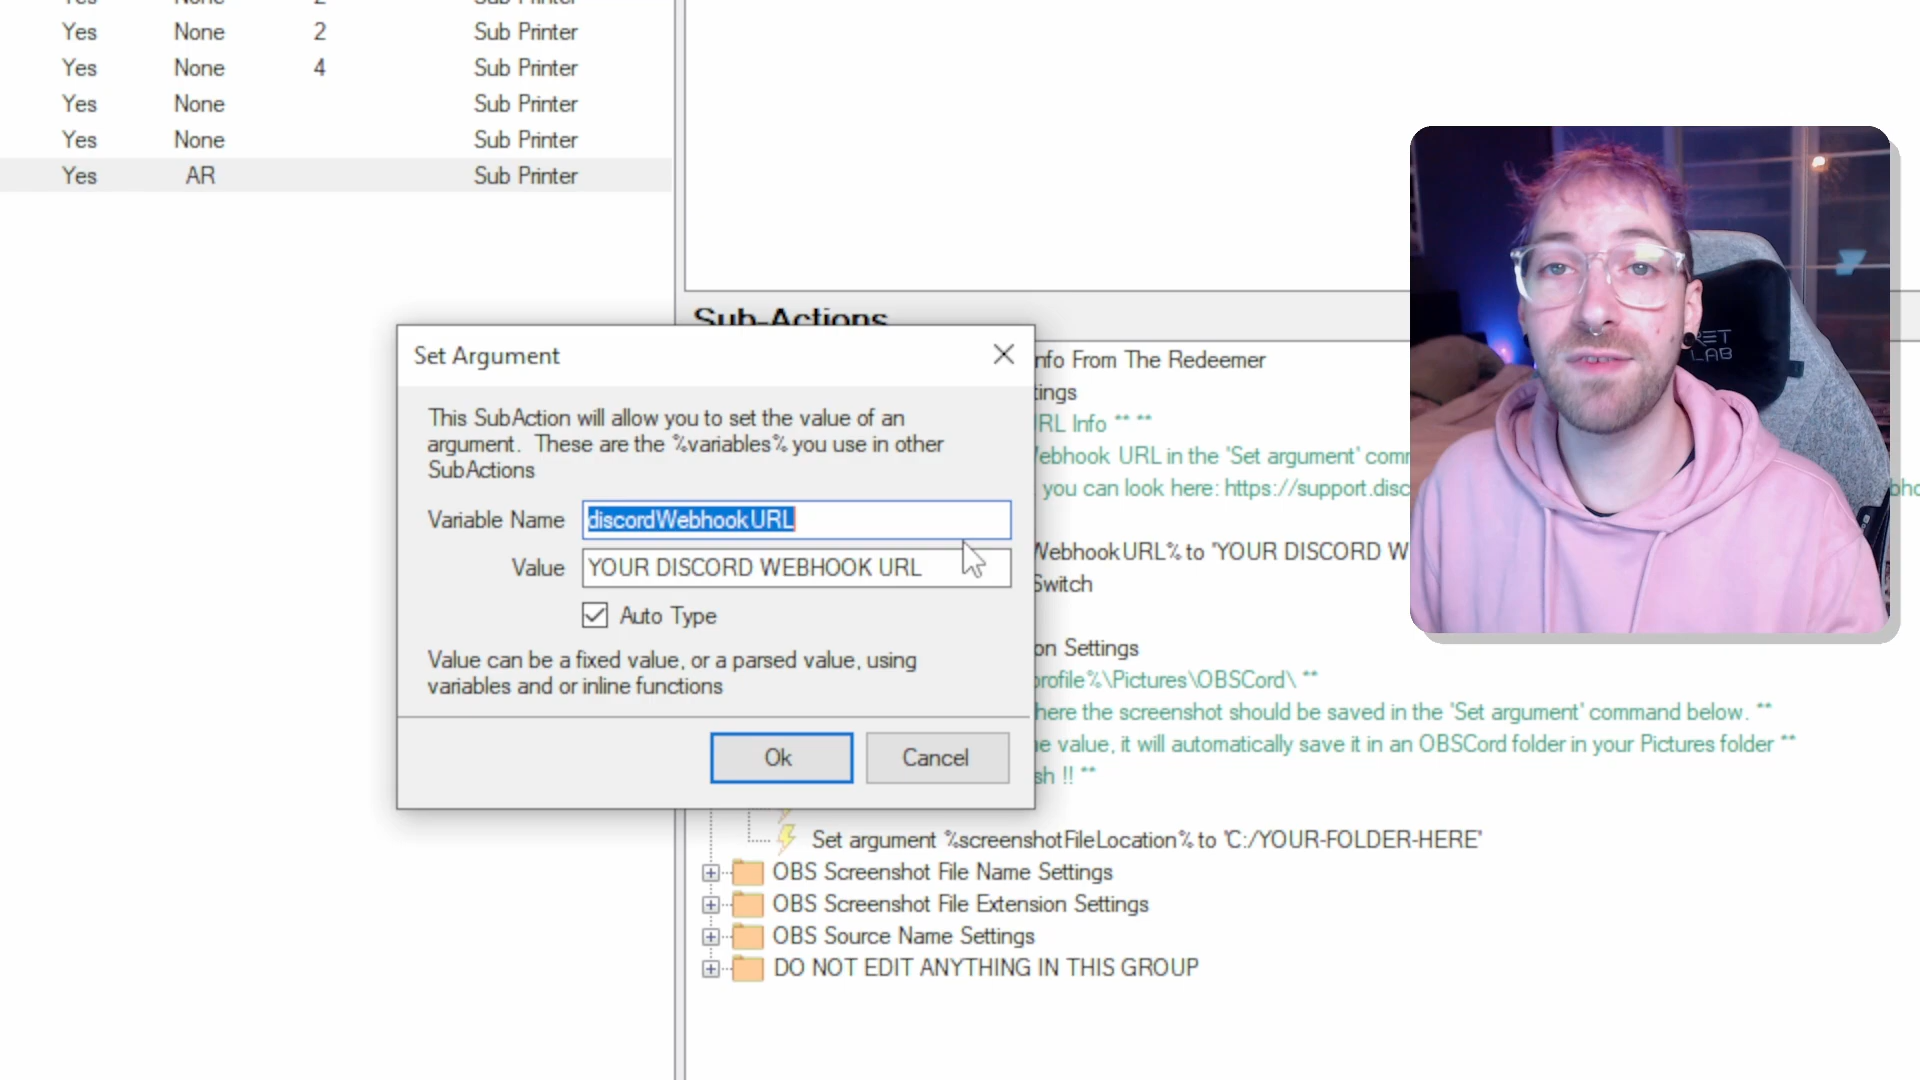 Yes None 2 Sub Printer
Yes None 2 Sub Printer
Yes None 4 Sub Printer
Yes None Sub Printer
Yes None Sub Printer
Yes AR Sub Printer
Sub-Actions
Set Argument
This SubAction will allow you to set the value of an
argument. These are the %variables% you use in other
SubActions
Variable Name discordWebhookURL
Value YOUR DISCORD WEBHOOK URL
Auto Type
Value can be a fixed value, or a parsed value, using
variables and or inline functions
Ok Cancel
nfo From The Redeemer
tings
RL Info ** **
ebhook URL in the 'Set argument' comm
you can look here: https://support.disc
WebhookURL% to 'YOUR DISCORD W
Switch
on Settings
profile%\Pictures\OBSCord\ **
here the screenshot should be saved in the 'Set argument' command below. **
e value, it will automatically save it in an OBSCord folder in your Pictures folder **
sh !! **
Set argument %screenshotFileLocation% to 'C:/YOUR-FOLDER-HERE'
OBS Screenshot File Name Settings
OBS Screenshot File Extension Settings
OBS Source Name Settings
DO NOT EDIT ANYTHING IN THIS GROUP
LAB